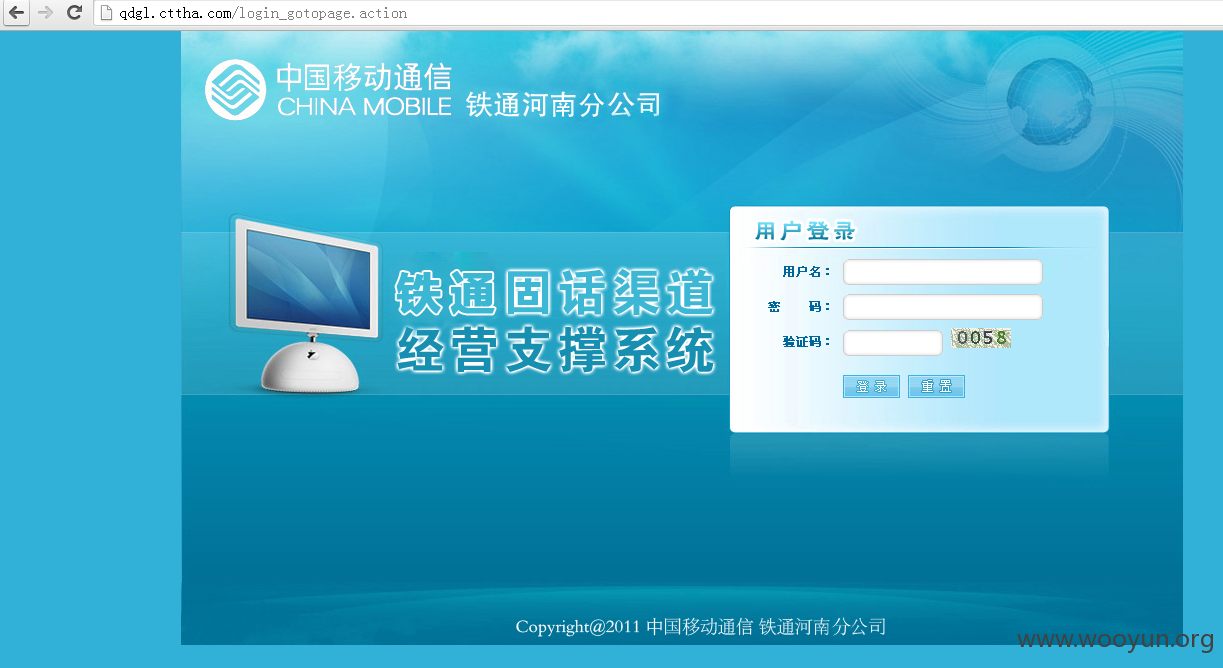 qdgl.cttha.com/login_gotopage.action
中国移动通信
CHINA MOBILE 铁通河南分公司
用户登录
用户名：
密 码：
验证码： 0058
登 录 重 置
铁通固话渠道
经营支撑系统
Copyright@2011 中国移动通信 铁通河南分公司
www.wooyun.org